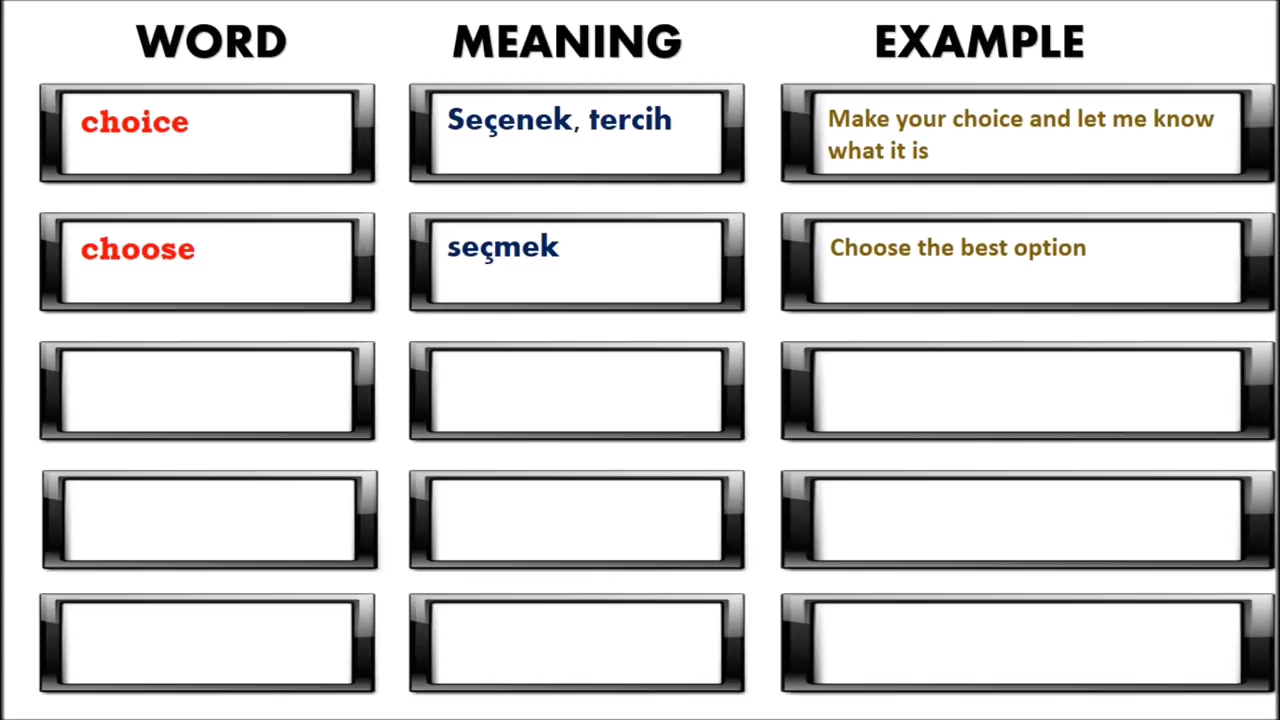 WORD MEANING EXAMPLE
choice Seçenek, tercih Make your choice and let me know
what it is
choose seçmek Choose the best option